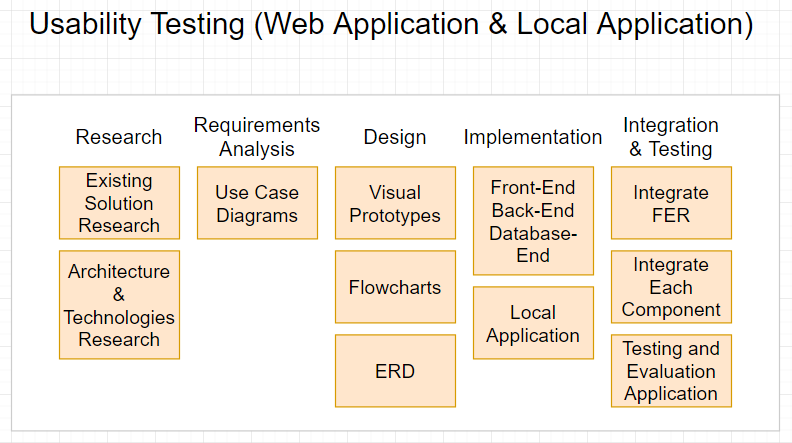 Usability Testing (Web Application & Local Application)
Research
Existing
Solution
Research
Architecture
&
Technologies
Research
Requirements
Analysis
Use Case
Diagrams
Design
Visual
Prototypes
Flowcharts
ERD
Implementation
Front-End
Back-End
Database-
End
Local
Application
Integration
& Testing
Integrate
FER
Integrate
Each
Component
Testing and
Evaluation
Application